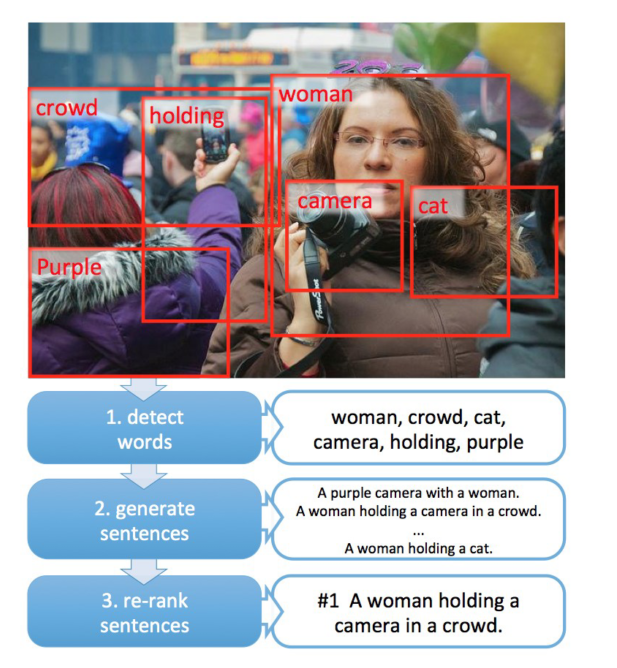 crowd
holding
woman
camera
cat
Purple
PowerShot
1. detect
words
woman, crowd, cat,
camera, holding, purple
2. generate
sentences
A purple camera with a woman.
A woman holding a camera in a crowd.
...
A woman holding a cat.
3. re-rank
sentences
#1 A woman holding a
camera in a crowd.